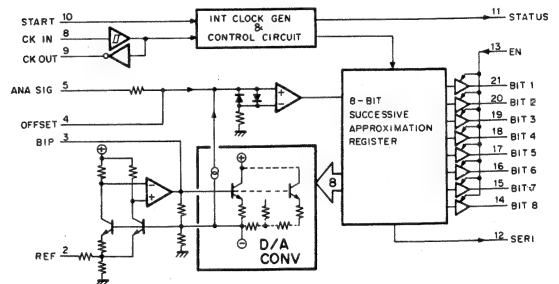 START 10
CK IN 8
CK OUT 9
INT CLOCK GEN
&
CONTROL CIRCUIT
11 STATUS
13 EN
ANA SIG 5
OFFSET 4
BIP 3
8-BIT
SUCCESSIVE
APPROXIMATION
REGISTER
21 BIT 1
20 BIT 2
19 BIT 3
18 BIT 4
17 BIT 5
16 BIT 6
15 BIT 7
14 BIT 8
8
D/A
CONV
REF 2
12 SERI